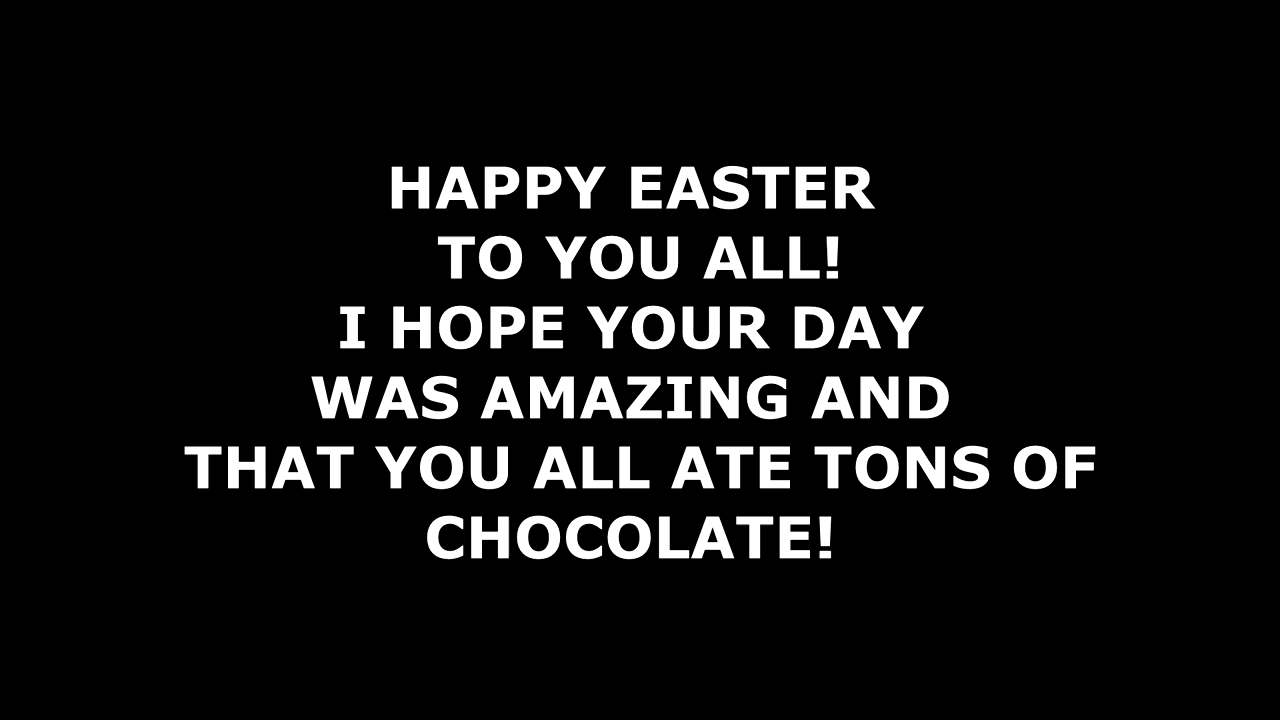 HAPPY EASTER
TO YOU ALL!
I HOPE YOUR DAY
WAS AMAZING AND
THAT YOU ALL ATE TONS OF
CHOCOLATE!